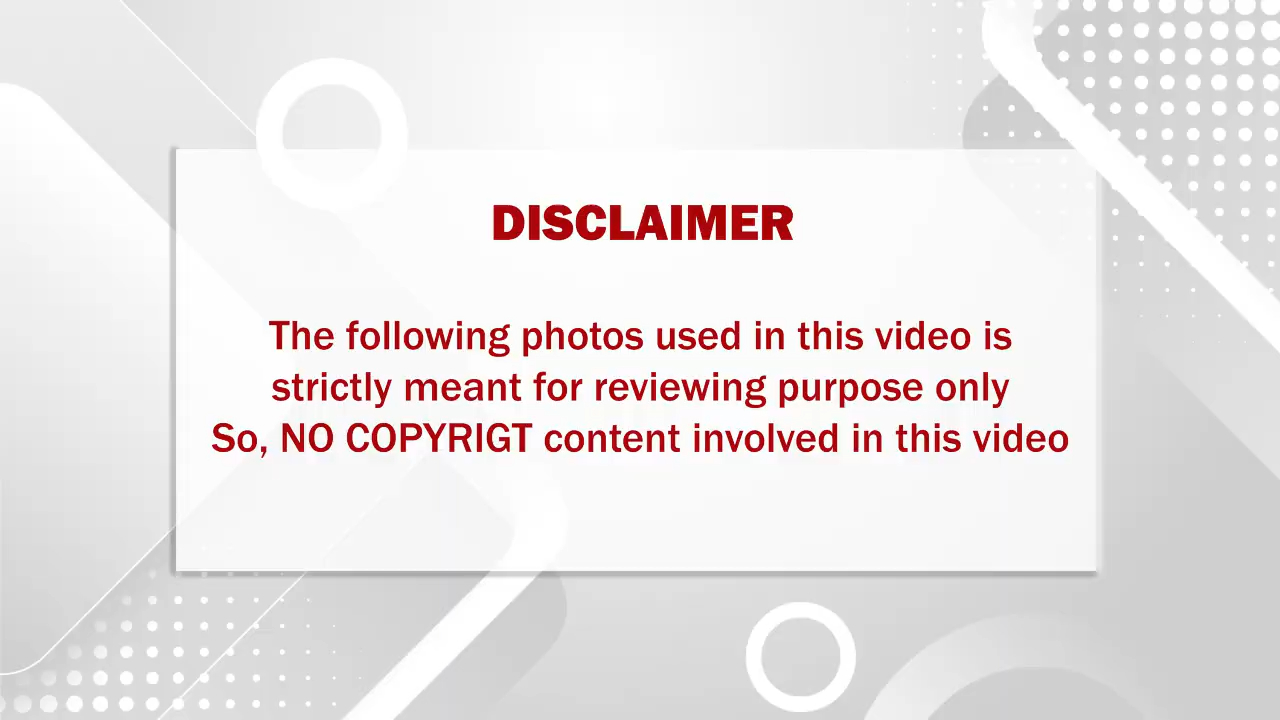 DISCLAIMER
The following photos used in this video is
strictly meant for reviewing purpose only
So, NO COPYRIGT content involved in this video